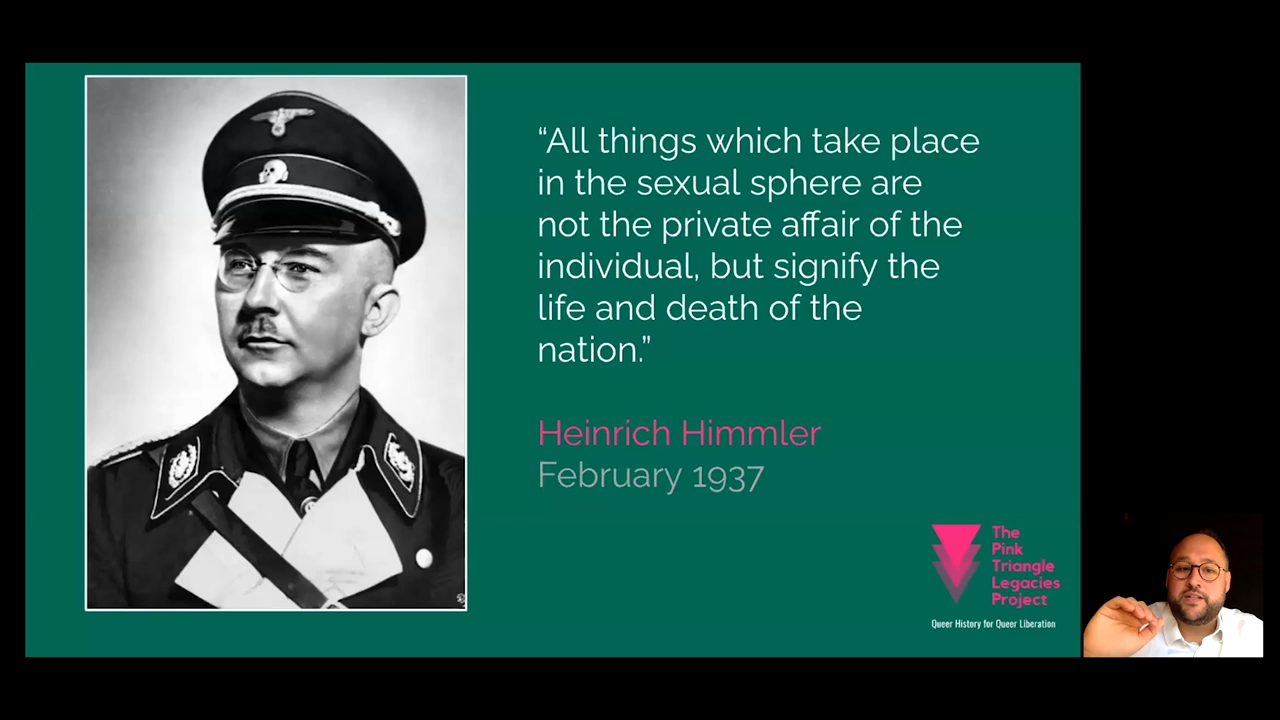 “All things which take place
in the sexual sphere are
not the private affair of the
individual, but signify the
life and death of the
nation.”
Heinrich Himmler
February 1937
The
Pink
Triangle
Legacies
Project
Queer History for Queer Liberation